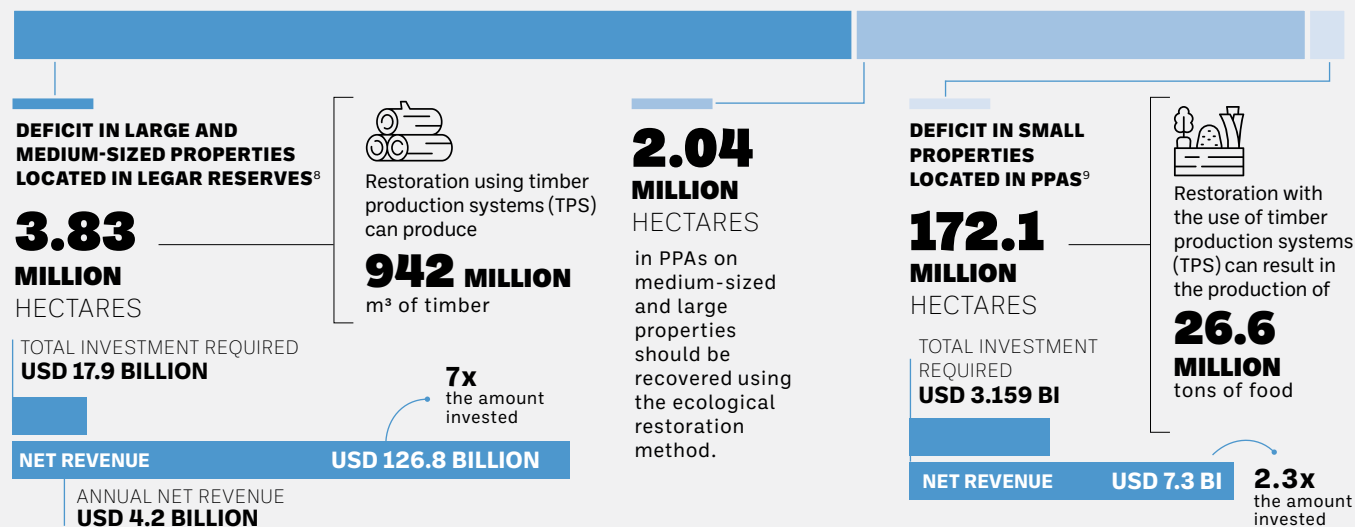 DEFICIT IN LARGE AND
MEDIUM-SIZED PROPERTIES
LOCATED IN LEGAR RESERVES⁸
3.83
MILLION
HECTARES
Restoration using timber
production systems (TPS)
can produce
942 MILLION
m³ of timber
TOTAL INVESTMENT REQUIRED
USD 17.9 BILLION
7x
the amount
invested
NET REVENUE USD 126.8 BILLION
ANNUAL NET REVENUE
USD 4.2 BILLION
2.04
MILLION
HECTARES
in PPAs on
medium-sized
and large
properties
should be
recovered using
the ecological
restoration
method.
DEFICIT IN SMALL
PROPERTIES
LOCATED IN PPAS⁹
172.1
MILLION
HECTARES
Restoration with
the use of timber
production systems
(TPS) can result in
the production of
26.6
MILLION
tons of food
TOTAL INVESTMENT
REQUIRED
USD 3.159 BI
NET REVENUE USD 7.3 BI
2.3x
the amount
invested